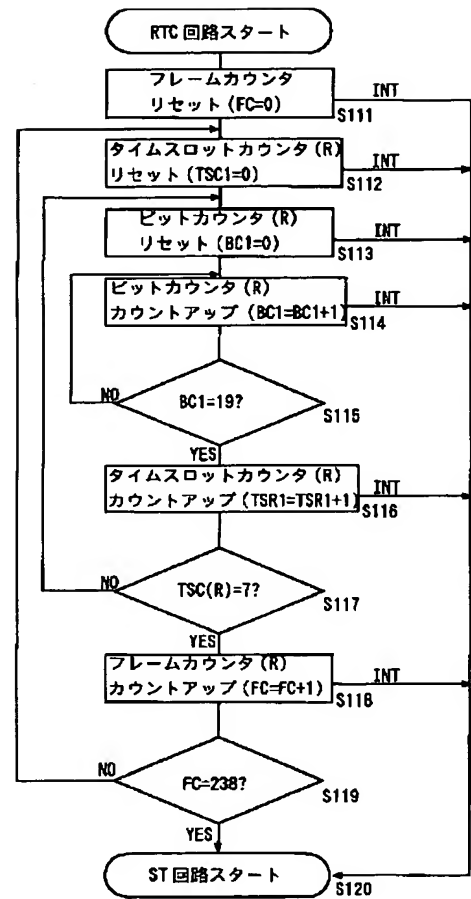 RTC 回路スタート
フレームカウンタ
リセット(FC=0)
INT
S111
タイムスロットカウンタ(R)
リセット(TSC1=0)
INT
S112
ビットカウンタ(R)
リセット(BC1=0)
INT
S113
ビットカウンタ(R)
カウントアップ(BC1=BC1+1)
INT
S114
NO
BC1=19?
S115
YES
タイムスロットカウンタ(R)
カウントアップ(TSR1=TSR1+1)
INT
S116
NO
TSC(R)=7?
S117
YES
フレームカウンタ(R)
カウントアップ(FC=FC+1)
INT
S118
NO
FC=238?
S119
YES
ST 回路スタート
S120